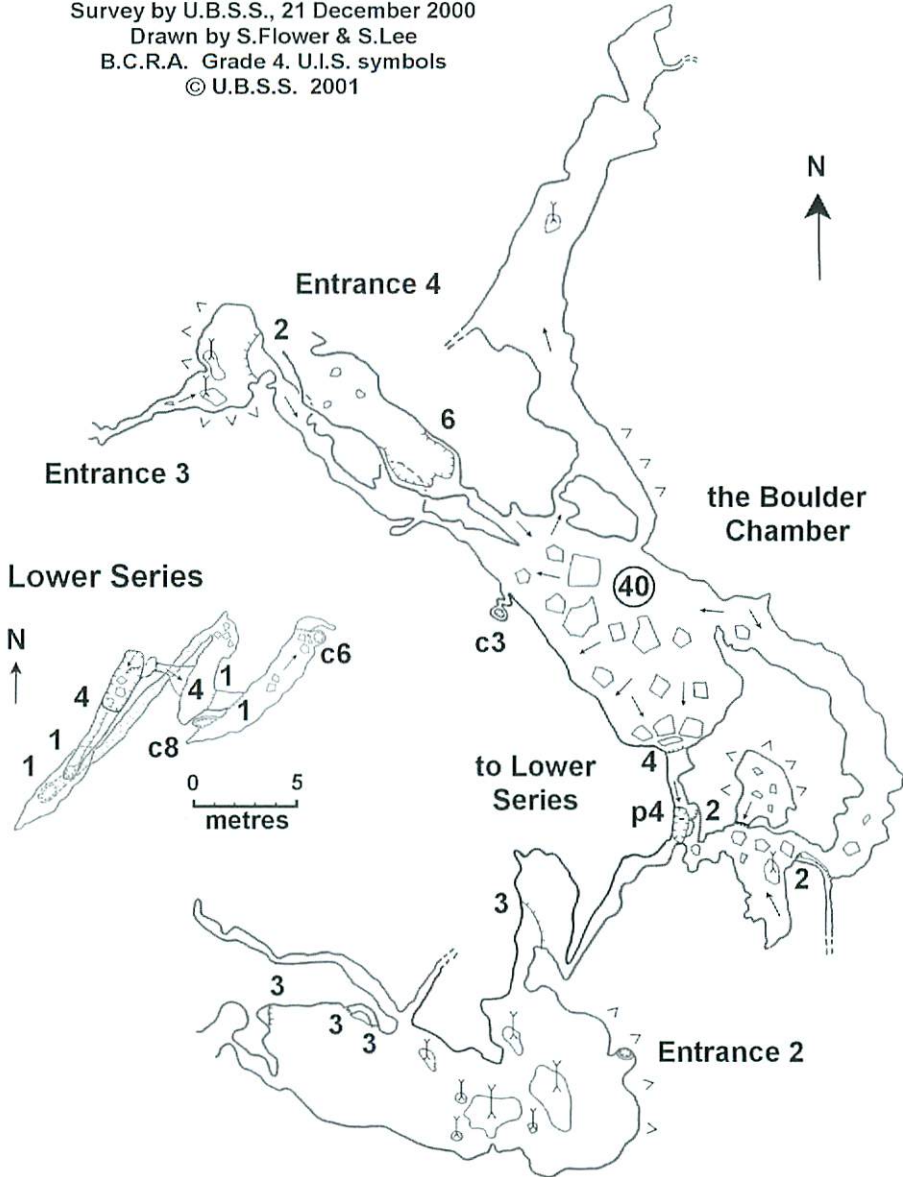 Survey by U.B.S.S., 21 December 2000
Drawn by S.Flower & S.Lee
B.C.R.A. Grade 4. U.I.S. symbols
© U.B.S.S. 2001
N
Entrance 4
2
6
Entrance 3
the Boulder
Chamber
40
c3
Lower Series
N
c6
4
4
1
1
1
1
c8
0 5
metres
to Lower
Series
4
p4
2
2
3
3
3
3
Entrance 2